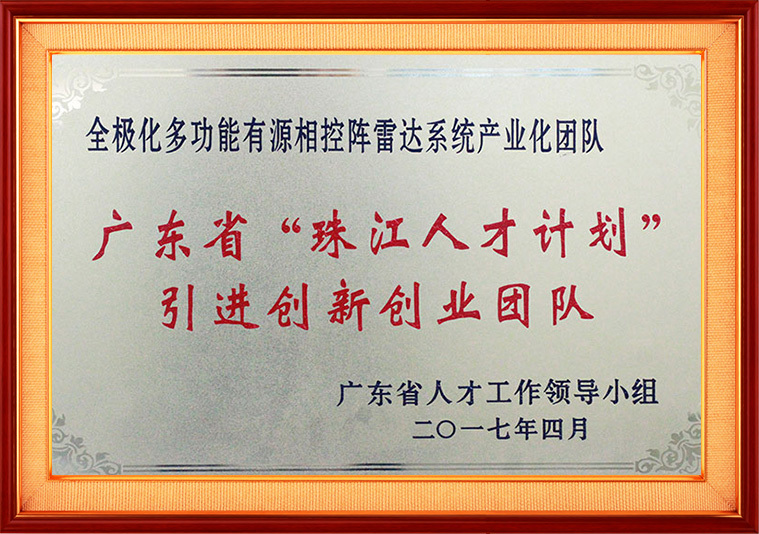 全极化多功能有源相控阵雷达系统产业化团队
广东省“珠江人才计划”
引进创新创业团队
广东省人才工作领导小组
二〇一七年四月